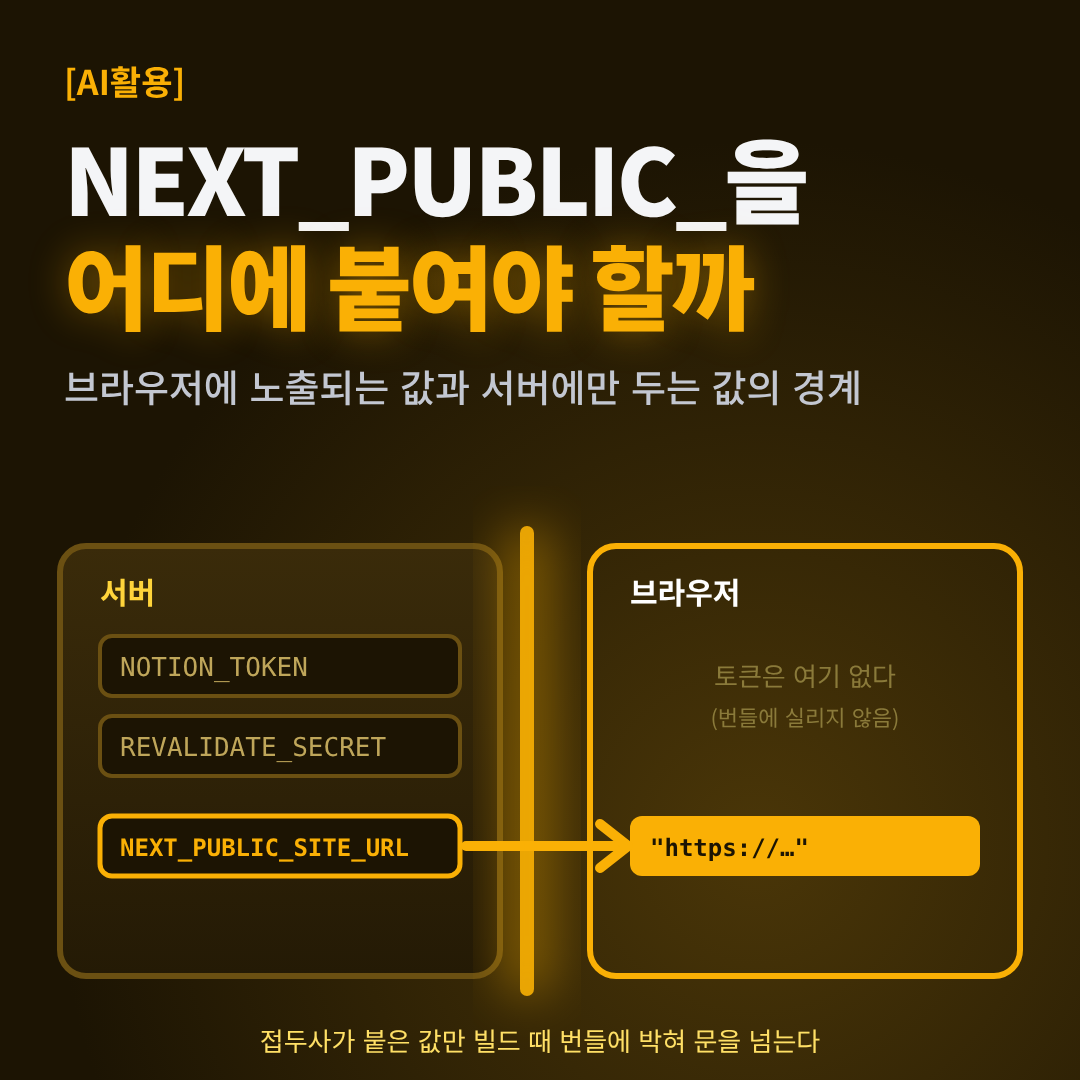 [AI활용]
NEXT_PUBLIC_을
어디에 붙여야 할까
브라우저에 노출되는 값과 서버에만 두는 값의 경계
서버
NOTION_TOKEN
REVALIDATE_SECRET
NEXT_PUBLIC_SITE_URL
브라우저
토큰은 여기 없다
(번들에 실리지 않음)
"https://…"
접두사가 붙은 값만 빌드 때 번들에 박혀 문을 넘는다